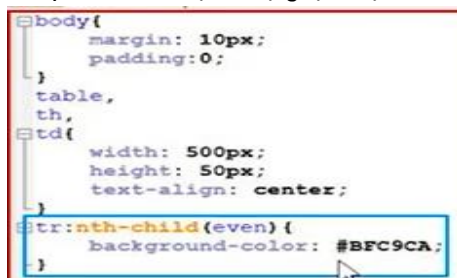 body{
margin: 10px;
padding:0;
}
table,
th,
td{
width: 500px;
height: 50px;
text-align: center;
}
tr:nth-child(even){
background-color: #BFC9CA;
}